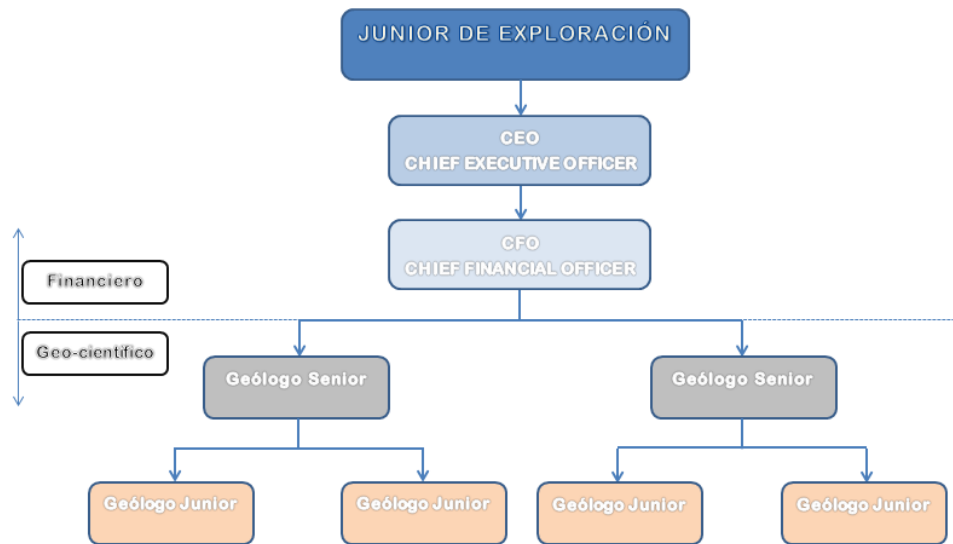 JUNIOR DE EXPLORACIÓN
CEO
CHIEF EXECUTIVE OFFICER
CFO
CHIEF FINANCIAL OFFICER
Financiero
Geo-científico
Geólogo Senior
Geólogo Senior
Geólogo Junior
Geólogo Junior
Geólogo Junior
Geólogo Junior